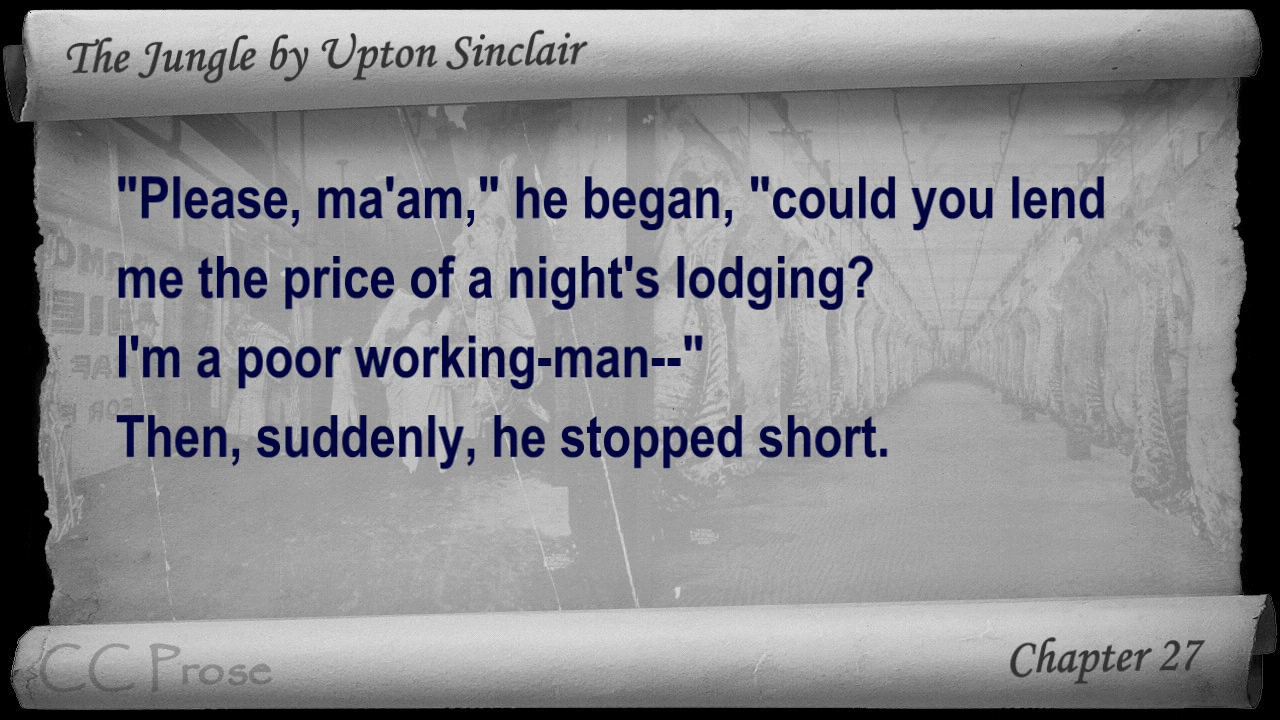 The Jungle by Upton Sinclair
"Please, ma'am," he began, "could you lend
me the price of a night's lodging?
I'm a poor working-man--"
Then, suddenly, he stopped short.
CC Prose
Chapter 27